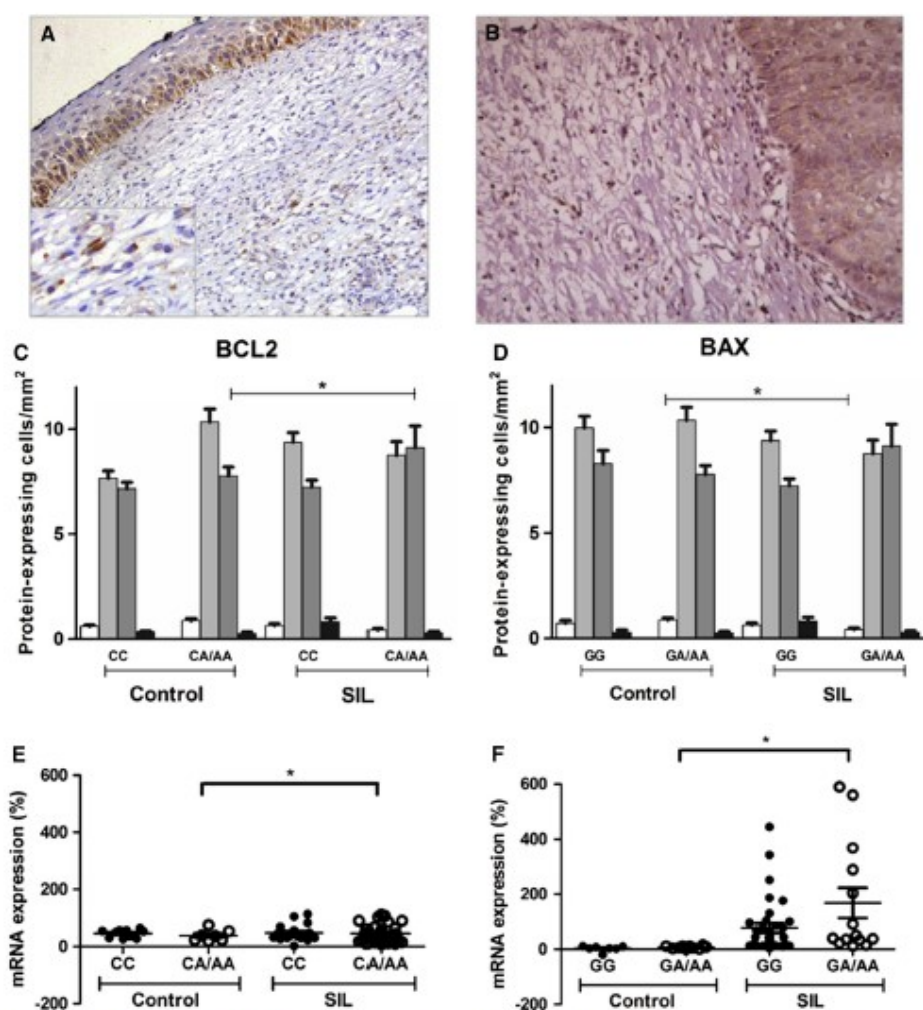 A
B
C
BCL2
Protein-expressing cells/mm²
10
5
0
*
CC
CA/AA
CC
CA/AA
Control
SIL
D
BAX
Protein-expressing cells/mm²
10
5
0
*
GG
GA/AA
GG
GA/AA
Control
SIL
E
mRNA expression (%)
600
400
200
0
-200
*
CC
CA/AA
CC
CA/AA
Control
SIL
F
mRNA expression (%)
600
400
200
0
-200
*
GG
GA/AA
GG
GA/AA
Control
SIL